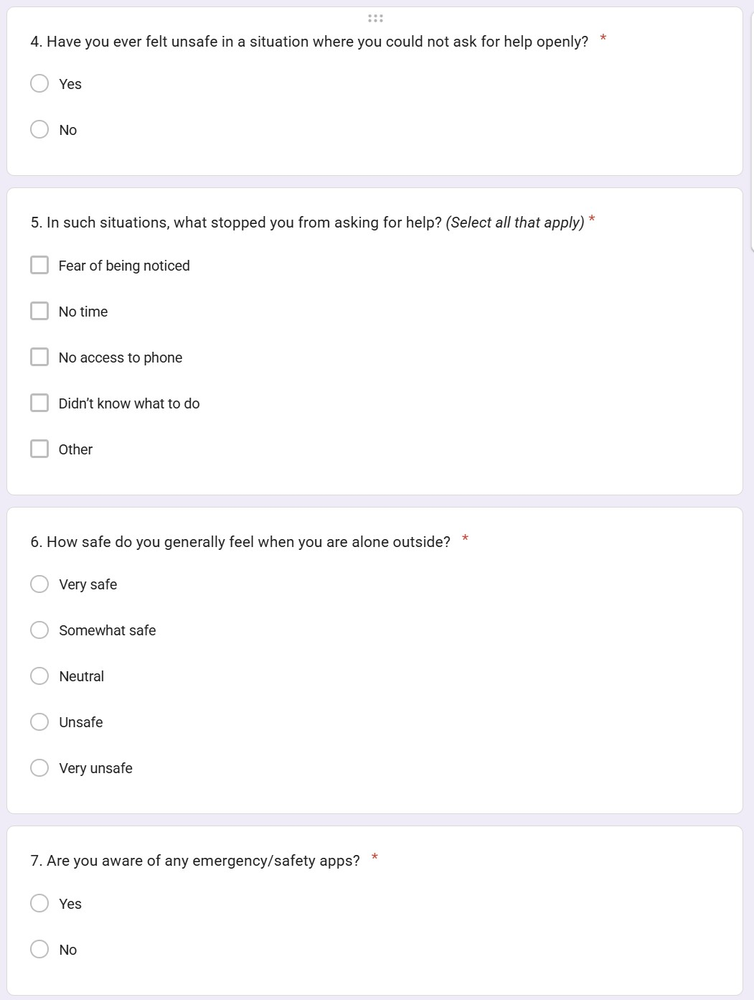 4. Have you ever felt unsafe in a situation where you could not ask for help openly? *
Yes
No
5. In such situations, what stopped you from asking for help? (Select all that apply) *
Fear of being noticed
No time
No access to phone
Didn’t know what to do
Other
6. How safe do you generally feel when you are alone outside? *
Very safe
Somewhat safe
Neutral
Unsafe
Very unsafe
7. Are you aware of any emergency/safety apps? *
Yes
No